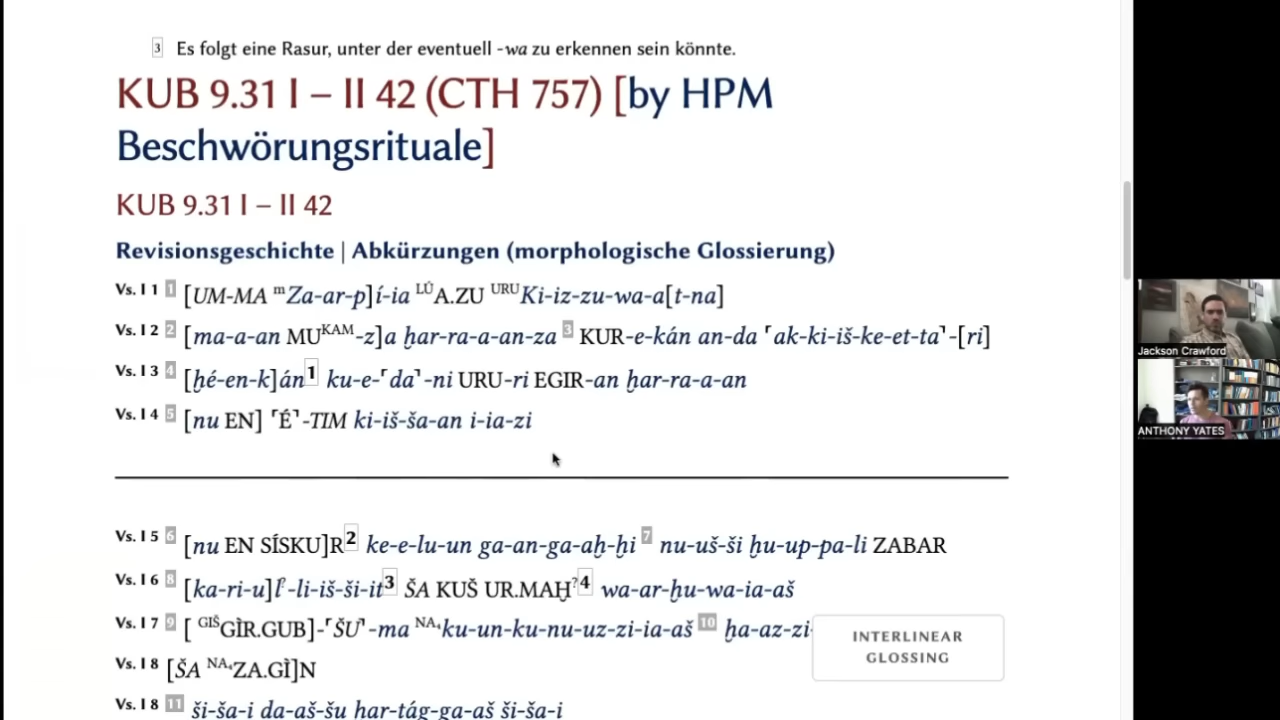 3 Es folgt eine Rasur, unter der eventuell -wa zu erkennen sein könnte.
KUB 9.31 I – II 42 (CTH 757) [by HPM
Beschwörungsrituale]
KUB 9.31 I – II 42
Revisionsgeschichte | Abkürzungen (morphologische Glossierung)
Vs. I 1 1 [UM-MA ᵐZa-ar-p]í-ia ᴸᵁ́A.ZU ᵁᴿᵁKi-iz-zu-wa-a[t-na]
Vs. I 2 2 [ma-a-an MUᴷᴬᴹ-z]a ḫar-ra-a-an-za 3 KUR-e-kán an-da ⸢ak-ki-iš-ke-et-ta⸣-[ri]
Vs. I 3 4 [ḫé-en-k]án1 ku-e-⸢da⸣-ni URU-ri EGIR-an ḫar-ra-a-an
Vs. I 4 5 [nu EN] ⸢É⸣-TIM ki-iš-ša-an i-ia-zi
Vs. I 5 6 [nu EN SÍSKU]R2 ke-e-lu-un ga-an-ga-aḫ-ḫi 7 nu-uš-ši ḫu-up-pa-li ZABAR
Vs. I 6 8 [ka-ri-u]l?-li-iš-ši-it3 ŠA KUŠ UR.MAḪ?4 wa-ar-ḫu-wa-ia-aš
Vs. I 7 9 [ ᴳᴵˢ̌GÌR.GUB]-⸢ŠU⸣-ma ᴺᴬ₄ku-un-ku-nu-uz-zi-ia-aš 10 ḫa-az-zi-
Vs. I 8 [ŠA ᴺᴬ₄ZA.GÌ]N
Vs. I 8 11 ši-ša-i da-aš-šu ḫar-tág-ga-aš ši-ša-i
INTERLINEAR
GLOSSING
Jackson Crawford
ANTHONY YATES